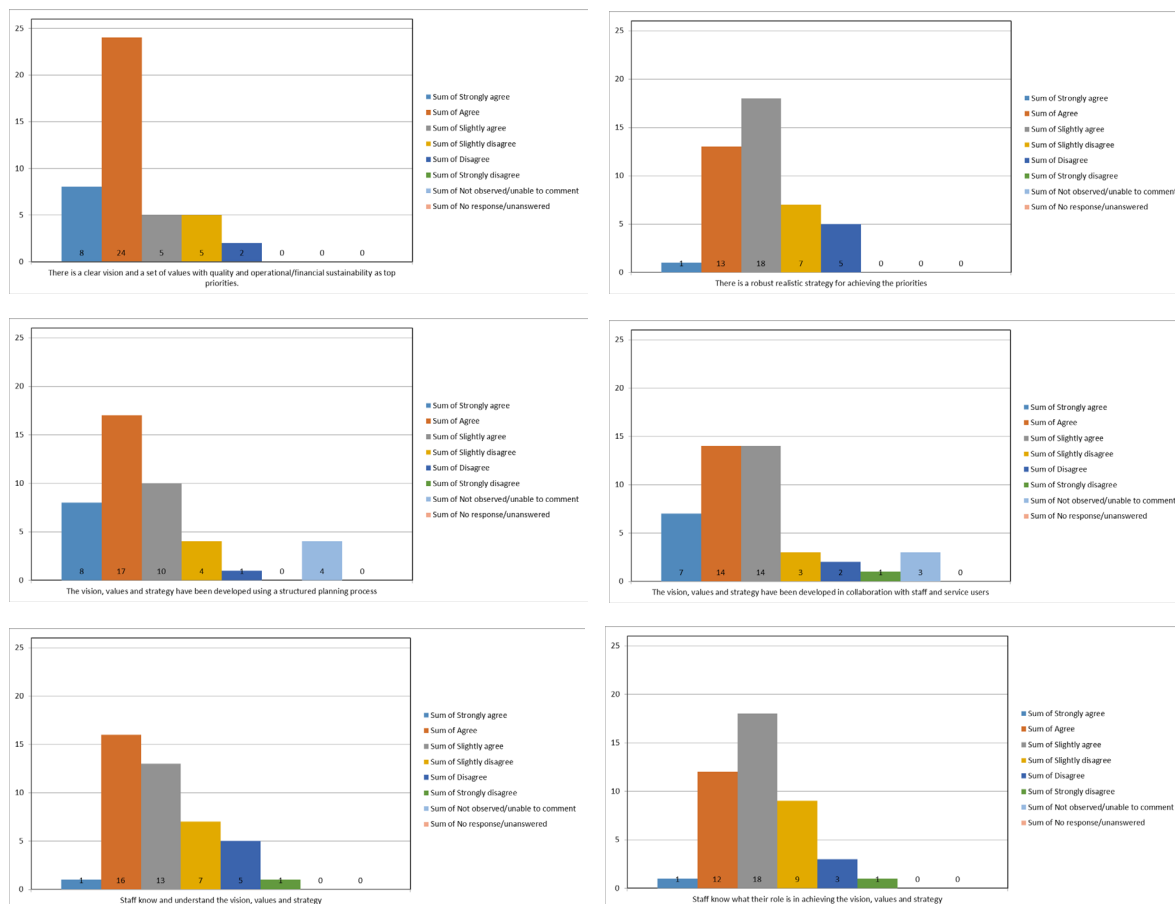 25
20
15
10
5
0
8
24
5
5
2
0
0
0
There is a clear vision and a set of values with quality and operational/financial sustainability as top
priorities.
Sum of Strongly agree
Sum of Agree
Sum of Slightly agree
Sum of Slightly disagree
Sum of Disagree
Sum of Strongly disagree
Sum of Not observed/unable to comment
Sum of No response/unanswered
25
20
15
10
5
0
1
13
18
7
5
0
0
0
There is a robust realistic strategy for achieving the priorities
Sum of Strongly agree
Sum of Agree
Sum of Slightly agree
Sum of Slightly disagree
Sum of Disagree
Sum of Strongly disagree
Sum of Not observed/unable to comment
Sum of No response/unanswered
25
20
15
10
5
0
8
17
10
4
1
0
4
0
The vision, values and strategy have been developed using a structured planning process
Sum of Strongly agree
Sum of Agree
Sum of Slightly agree
Sum of Slightly disagree
Sum of Disagree
Sum of Strongly disagree
Sum of Not observed/unable to comment
Sum of No response/unanswered
25
20
15
10
5
0
7
14
14
3
2
1
3
0
The vision, values and strategy have been developed in collaboration with staff and service users
Sum of Strongly agree
Sum of Agree
Sum of Slightly agree
Sum of Slightly disagree
Sum of Disagree
Sum of Strongly disagree
Sum of Not observed/unable to comment
Sum of No response/unanswered
25
20
15
10
5
0
1
16
13
7
5
1
0
0
Staff know and understand the vision, values and strategy
Sum of Strongly agree
Sum of Agree
Sum of Slightly agree
Sum of Slightly disagree
Sum of Disagree
Sum of Strongly disagree
Sum of Not observed/unable to comment
Sum of No response/unanswered
25
20
15
10
5
0
1
12
18
9
3
1
0
0
Staff know what their role is in achieving the vision, values and strategy
Sum of Strongly agree
Sum of Agree
Sum of Slightly agree
Sum of Slightly disagree
Sum of Disagree
Sum of Strongly disagree
Sum of Not observed/unable to comment
Sum of No response/unanswered